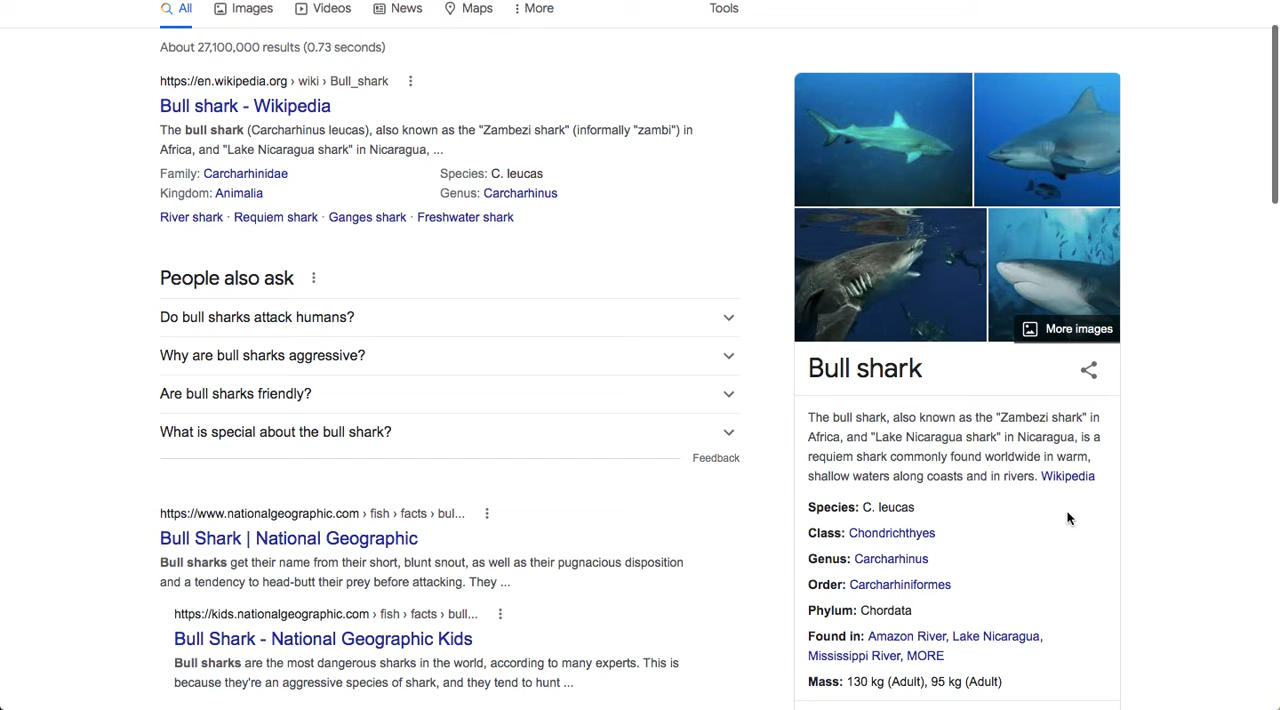 All Images Videos News Maps More Tools
About 27,100,000 results (0.73 seconds)
https://en.wikipedia.org › wiki › Bull_shark
Bull shark - Wikipedia
The bull shark (Carcharhinus leucas), also known as the "Zambezi shark" (informally "zambi") in
Africa, and "Lake Nicaragua shark" in Nicaragua, ...
Family: Carcharhinidae Species: C. leucas
Kingdom: Animalia Genus: Carcharhinus
River shark · Requiem shark · Ganges shark · Freshwater shark
People also ask
Do bull sharks attack humans?
Why are bull sharks aggressive?
Are bull sharks friendly?
What is special about the bull shark?
Feedback
https://www.nationalgeographic.com › fish › facts › bul...
Bull Shark | National Geographic
Bull sharks get their name from their short, blunt snout, as well as their pugnacious disposition
and a tendency to head-butt their prey before attacking. They ...
https://kids.nationalgeographic.com › fish › facts › bull...
Bull Shark - National Geographic Kids
Bull sharks are the most dangerous sharks in the world, according to many experts. This is
because they're an aggressive species of shark, and they tend to hunt ...
More images
Bull shark
The bull shark, also known as the "Zambezi shark" in
Africa, and "Lake Nicaragua shark" in Nicaragua, is a
requiem shark commonly found worldwide in warm,
shallow waters along coasts and in rivers. Wikipedia
Species: C. leucas
Class: Chondrichthyes
Genus: Carcharhinus
Order: Carcharhiniformes
Phylum: Chordata
Found in: Amazon River, Lake Nicaragua,
Mississippi River, MORE
Mass: 130 kg (Adult), 95 kg (Adult)